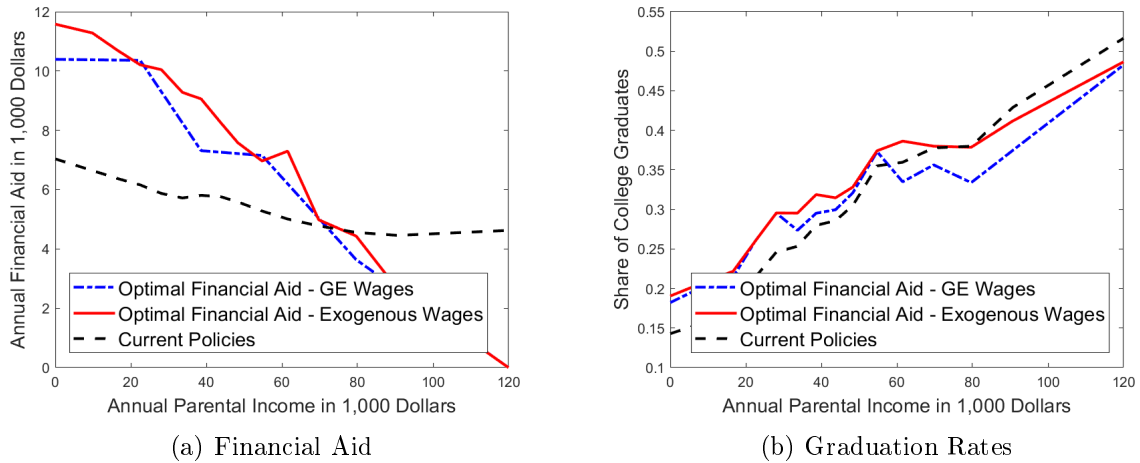 Annual Financial Aid in 1,000 Dollars
12
10
8
6
4
2
0
Optimal Financial Aid - GE Wages
Optimal Financial Aid - Exogenous Wages
Current Policies
0 20 40 60 80 100 120
Annual Parental Income in 1,000 Dollars
(a) Financial Aid
Share of College Graduates
0.55
0.5
0.45
0.4
0.35
0.3
0.25
0.2
0.15
0.1
Optimal Financial Aid - GE Wages
Optimal Financial Aid - Exogenous Wages
Current Policies
0 20 40 60 80 100 120
Annual Parental Income in 1,000 Dollars
(b) Graduation Rates